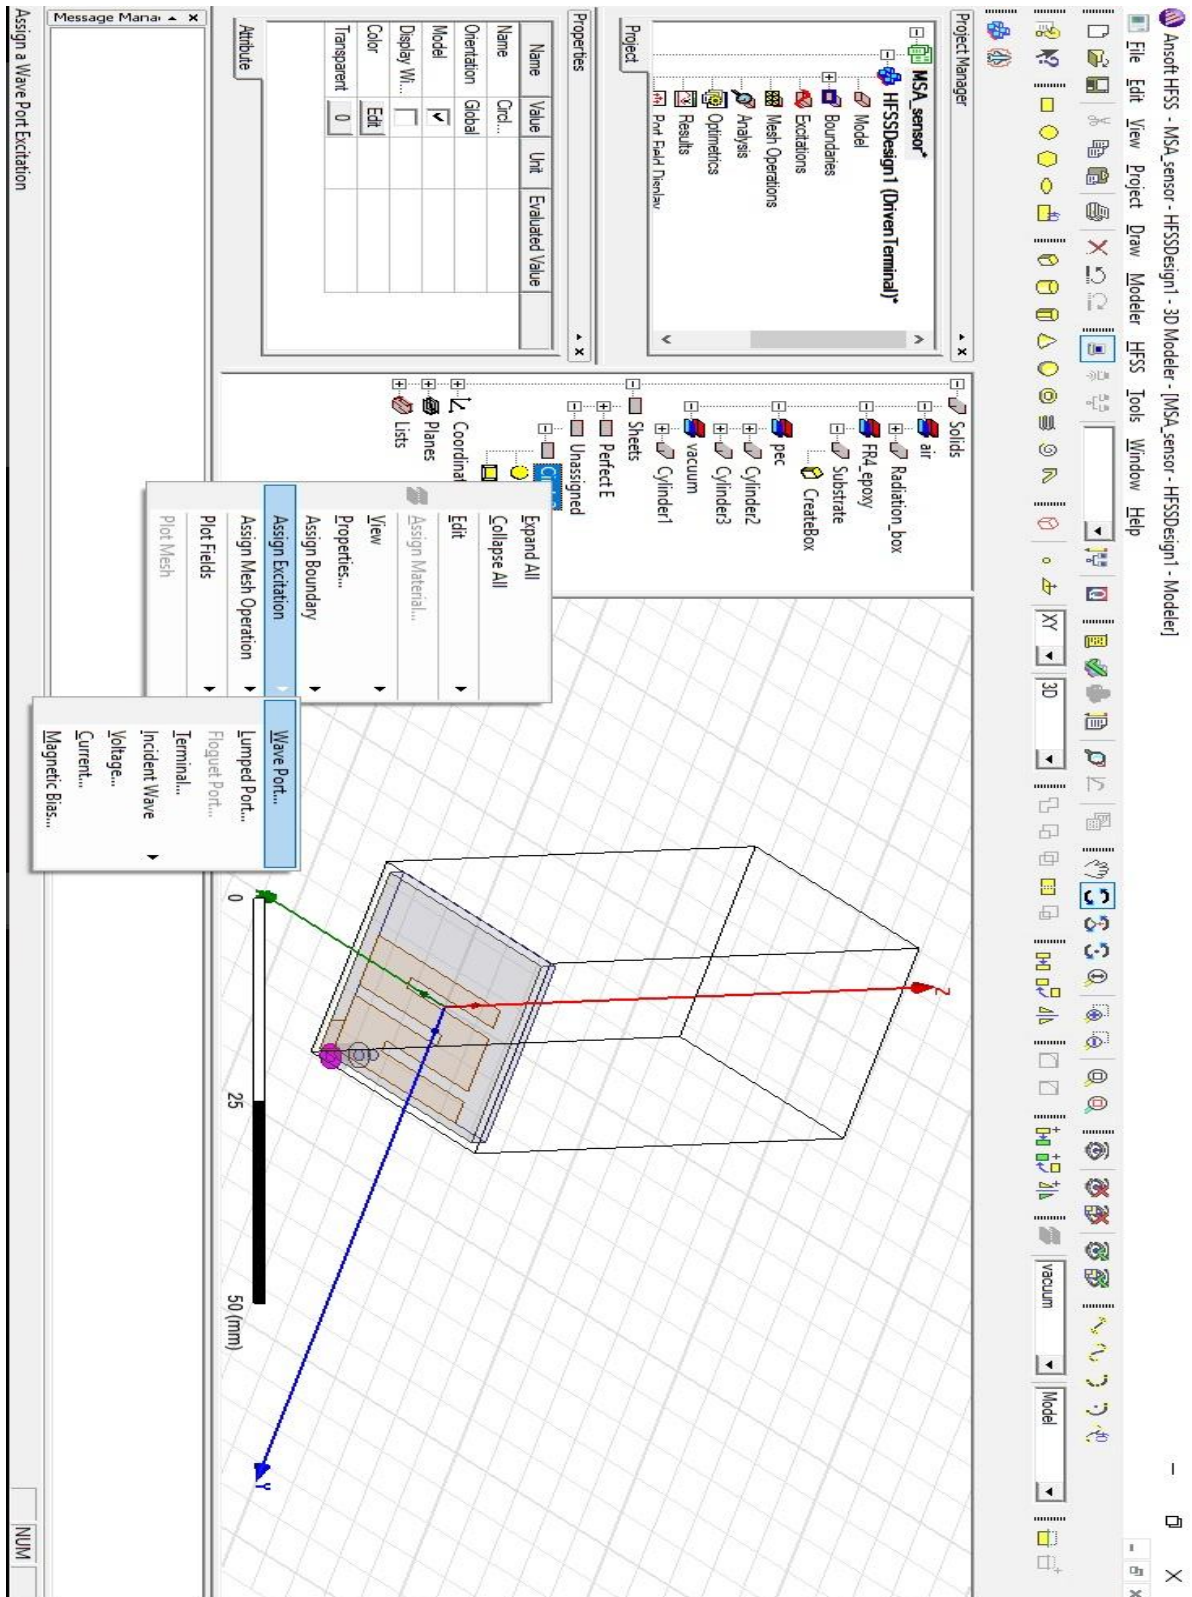 Ansoft HFSS - MSA_sensor - HFSSDesign1 - 3D Modeler - [MSA_sensor - HFSSDesign1 - Modeler]
File Edit View Project Draw Modeler HFSS Tools Window Help
XY 3D vacuum Model
Project Manager
MSA_sensor*
HFSSDesign1 (DrivenTerminal)*
Model
Boundaries
Excitations
Mesh Operations
Analysis
Optimetrics
Results
Port Field Display
Project
Properties
Name Value Unit Evaluated Value
Name Circl...
Orientation Global
Model
Display Wi...
Color Edit
Transparent 0
Attribute
Solids
air
Radiation_box
FR4_epoxy
Substrate
CreateBox
pec
Cylinder2
Cylinder3
vacuum
Cylinder1
Sheets
Perfect E
Unassigned
Coordinat
Planes
Lists
Expand All
Collapse All
Edit
Assign Material...
View
Properties...
Assign Boundary
Assign Excitation
Assign Mesh Operation
Plot Fields
Plot Mesh
Wave Port...
Lumped Port...
Floquet Port...
Terminal...
Incident Wave
Voltage...
Current...
Magnetic Bias...
Z
Y
0 25 50 (mm)
Message Mana
Assign a Wave Port Excitation
NUM